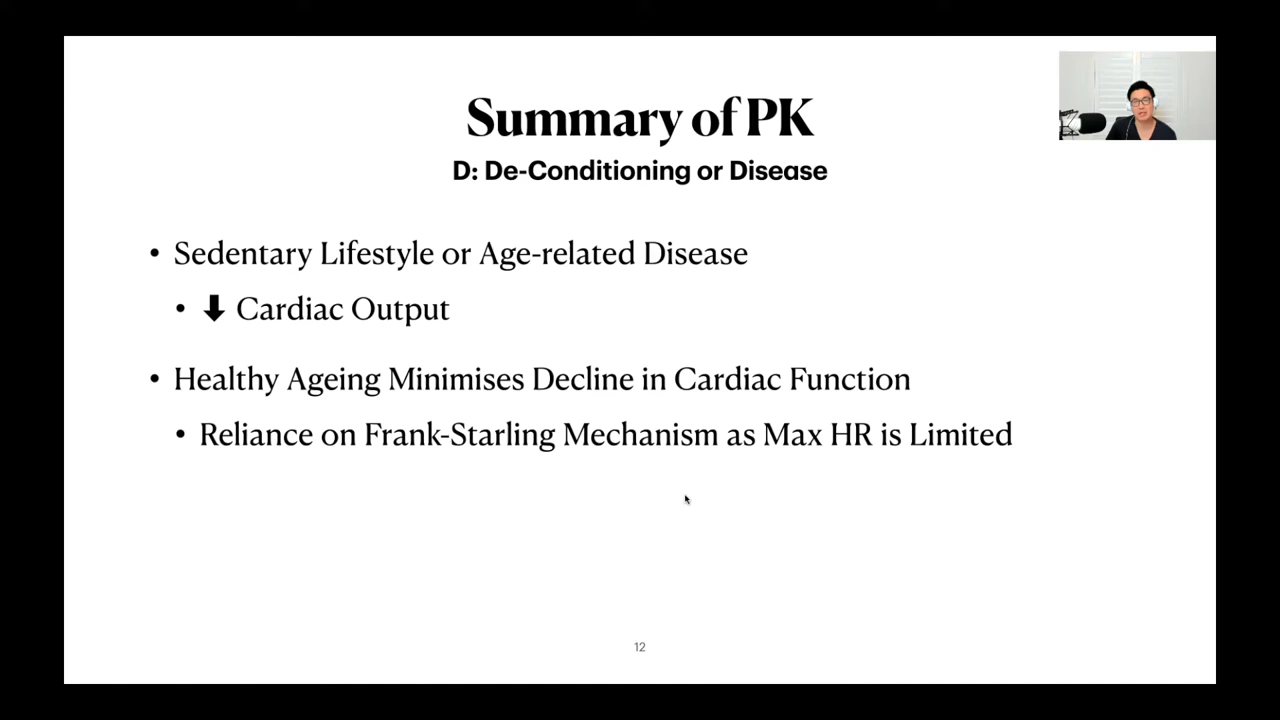 Summary of PK
D: De-Conditioning or Disease
• Sedentary Lifestyle or Age-related Disease
• ⬇ Cardiac Output
• Healthy Ageing Minimises Decline in Cardiac Function
• Reliance on Frank-Starling Mechanism as Max HR is Limited
12